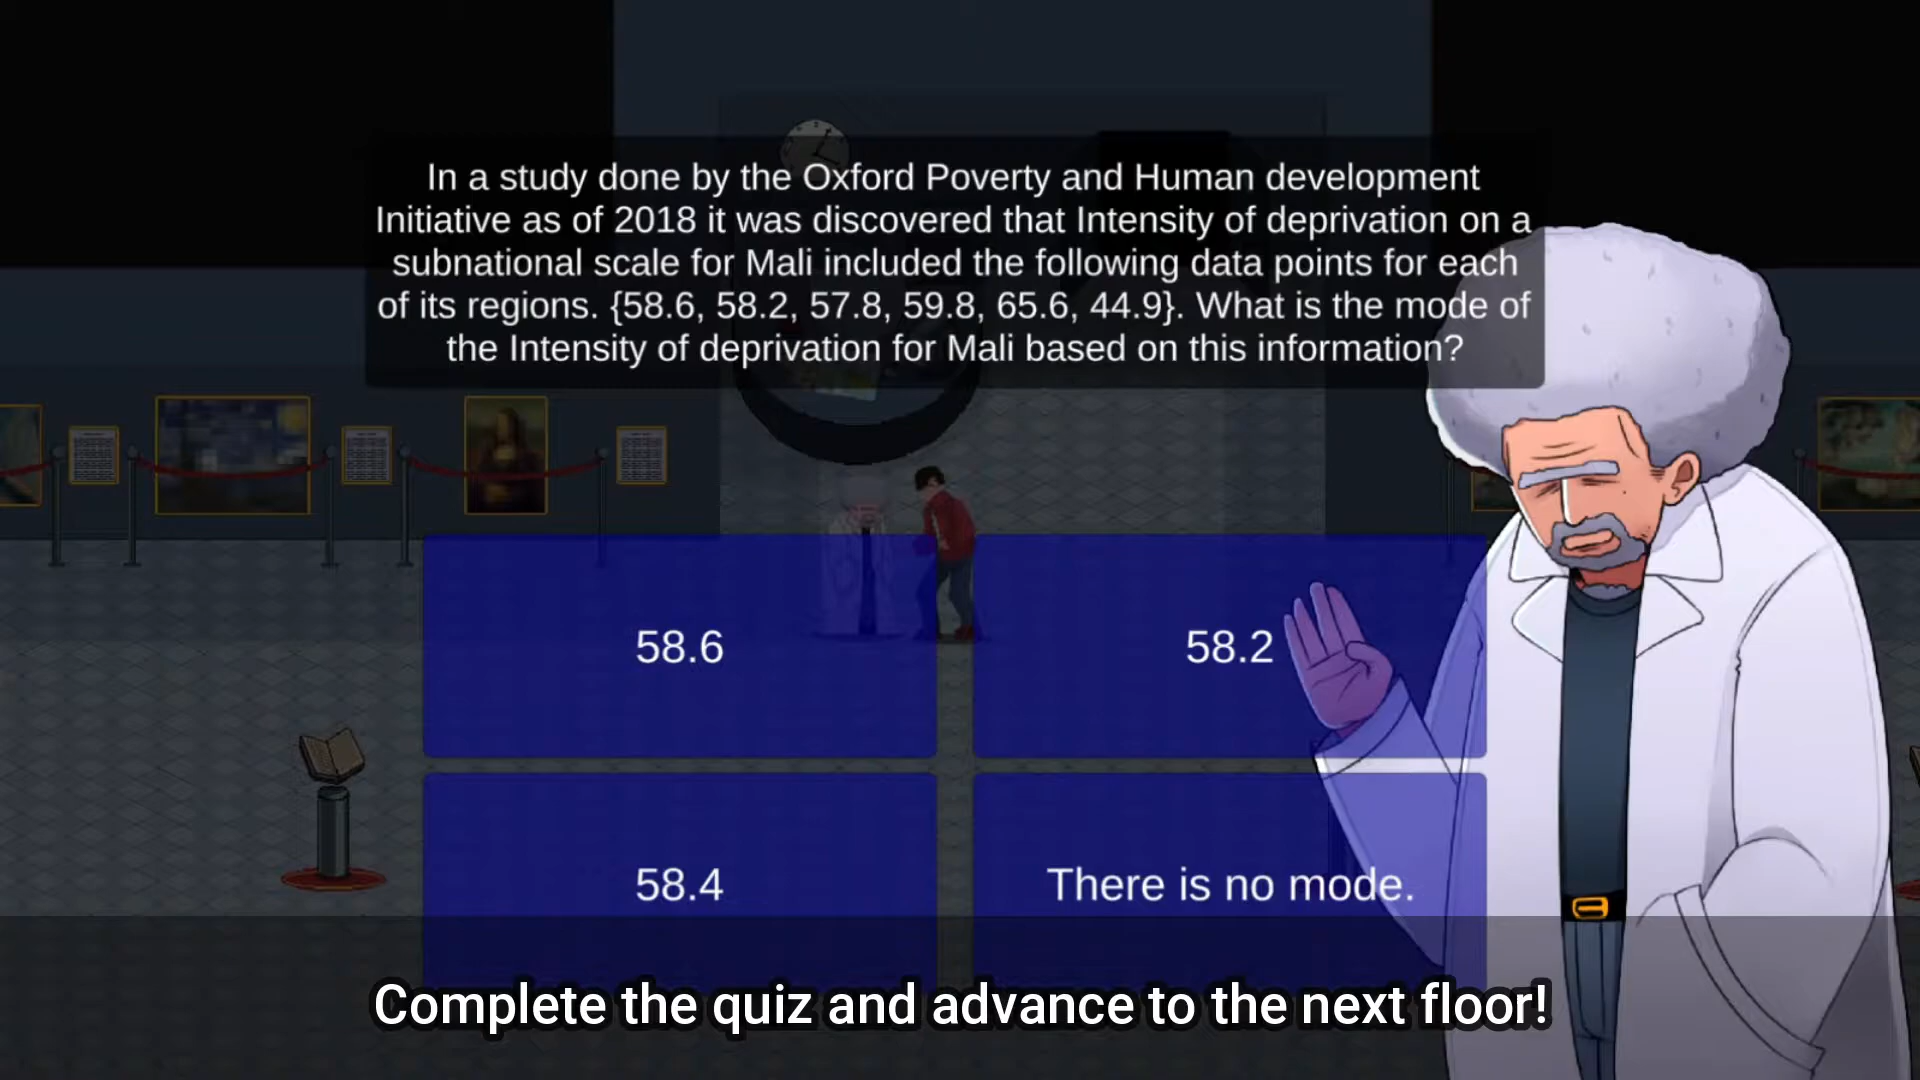 In a study done by the Oxford Poverty and Human development
Initiative as of 2018 it was discovered that Intensity of deprivation on a
subnational scale for Mali included the following data points for each
of its regions. {58.6, 58.2, 57.8, 59.8, 65.6, 44.9}. What is the mode of
the Intensity of deprivation for Mali based on this information?
58.6
58.2
58.4
There is no mode.
Complete the quiz and advance to the next floor!